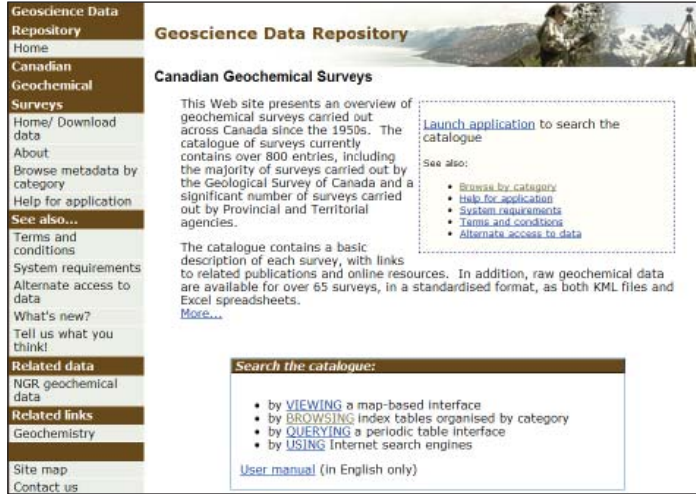 Geoscience Data
Repository
Home
Canadian
Geochemical
Surveys
Home/ Download
data
About
Browse metadata by
category
Help for application
See also...
Terms and
conditions
System requirements
Alternate access to
data
What's new?
Tell us what you
think!
Related data
NGR geochemical
data
Related links
Geochemistry
Site map
Contact us
Geoscience Data Repository
Canadian Geochemical Surveys
This Web site presents an overview of
geochemical surveys carried out
across Canada since the 1950s. The
catalogue of surveys currently
contains over 800 entries, including
the majority of surveys carried out by
the Geological Survey of Canada and a
significant number of surveys carried
out by Provincial and Territorial
agencies.
Launch application to search the
catalogue
See also:
• Browse by category
• Help for application
• System requirements
• Terms and conditions
• Alternate access to data
The catalogue contains a basic
description of each survey, with links
to related publications and online resources. In addition, raw geochemical data
are available for over 65 surveys, in a standardised format, as both KML files and
Excel spreadsheets.
More...
Search the catalogue:
• by VIEWING a map-based interface
• by BROWSING index tables organised by category
• by QUERYING a periodic table interface
• by USING Internet search engines
User manual (in English only)